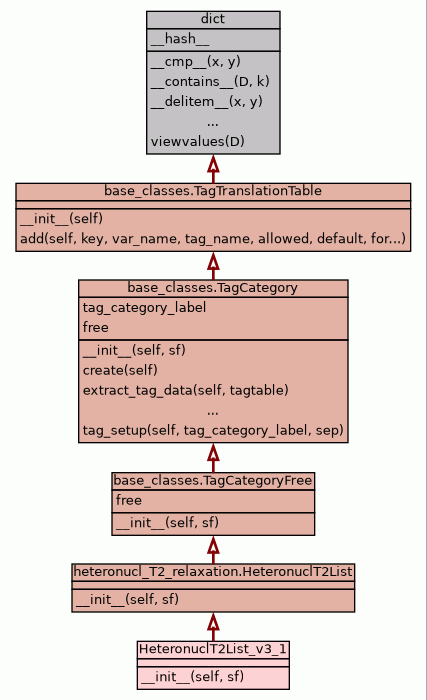 dict
__hash__
__cmp__(x, y)
__contains__(D, k)
__delitem__(x, y)
...
viewvalues(D)
base_classes.TagTranslationTable
__init__(self)
add(self, key, var_name, tag_name, allowed, default, for...)
base_classes.TagCategory
tag_category_label
free
__init__(self, sf)
create(self)
extract_tag_data(self, tagtable)
...
tag_setup(self, tag_category_label, sep)
base_classes.TagCategoryFree
free
__init__(self, sf)
heteronucl_T2_relaxation.HeteronuclT2List
__init__(self, sf)
HeteronuclT2List_v3_1
__init__(self, sf)